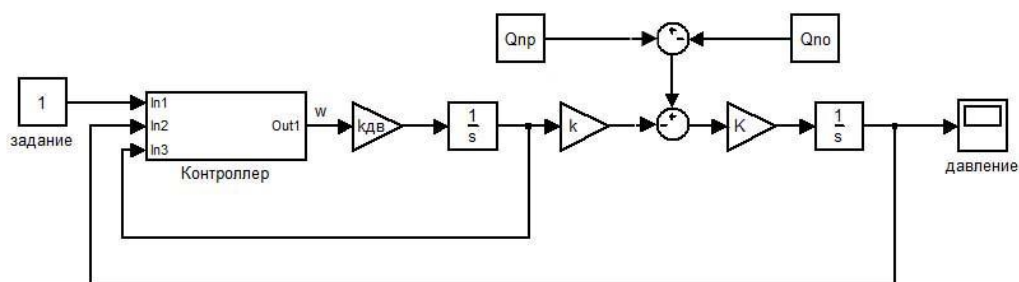 Qпр
Qпо
1
задание
In1
In2
In3
Out1
Контроллер
w
kдв
1
s
k
K
1
s
давление